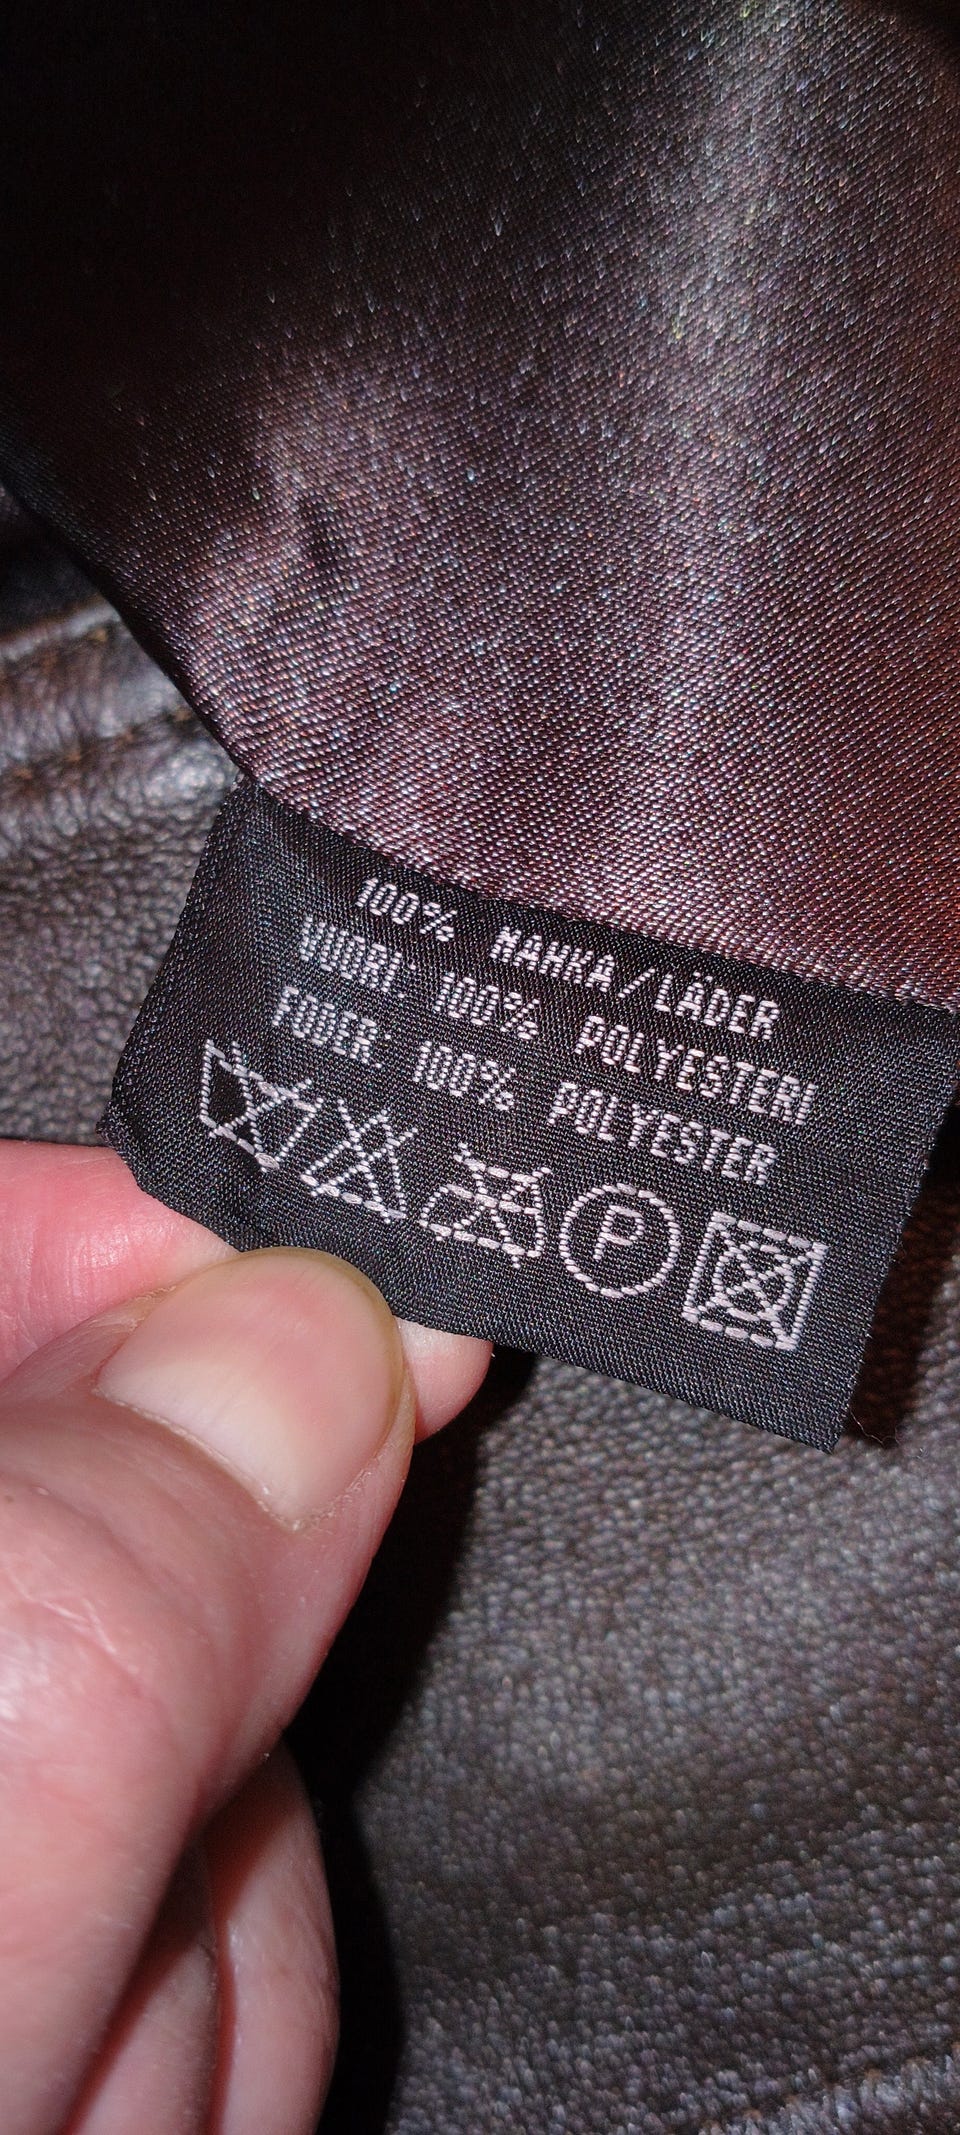 100% NAHKA/LÄDER
VUORI: 100% POLYESTERI
FODER: 100% POLYESTER
P